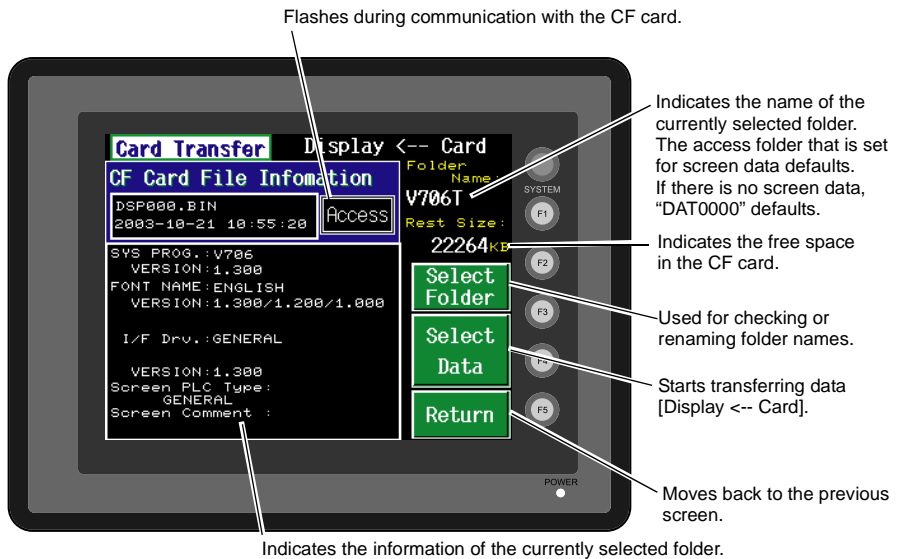 Flashes during communication with the CF card.
Card Transfer
Display <-- Card
CF Card File Infomation
DSP000.BIN
2003-10-21 10:55:20
Access
Folder
Name:
V706T
Rest Size:
22264KB
SYS PROG.:V706
VERSION:1.300
FONT NAME:ENGLISH
VERSION:1.300/1.200/1.000
I/F Drv.:GENERAL
VERSION:1.300
Screen PLC Type:
GENERAL
Screen Comment :
Select
Folder
Select
Data
Return
SYSTEM
F1
F2
F3
F4
F5
POWER
Indicates the name of the
currently selected folder.
The access folder that is set
for screen data defaults.
If there is no screen data,
“DAT0000” defaults.
Indicates the free space
in the CF card.
Used for checking or
renaming folder names.
Starts transferring data
[Display <-- Card].
Moves back to the previous
screen.
Indicates the information of the currently selected folder.